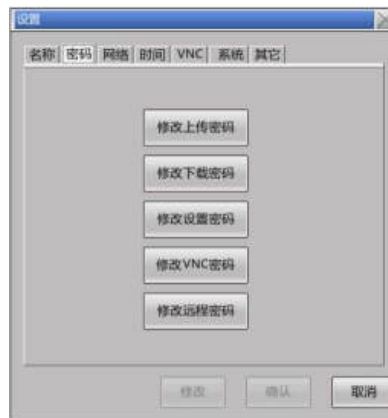 设置
名称 密码 网络 时间 VNC 系统 其它
修改上传密码
修改下载密码
修改设置密码
修改VNC密码
修改远程密码
修改 确认 取消